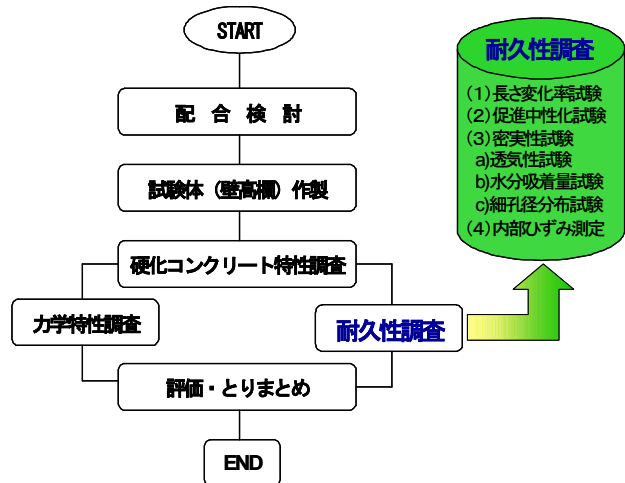 START
配 合 検 討
試験体（壁高欄）作製
硬化コンクリート特性調査
力学特性調査
耐久性調査
評価・とりまとめ
END
耐久性調査
（1）長さ変化率試験
（2）促進中性化試験
（3）密実性試験
a)透気性試験
b)水分吸着量試験
c)細孔径分布試験
（4）内部ひずみ測定